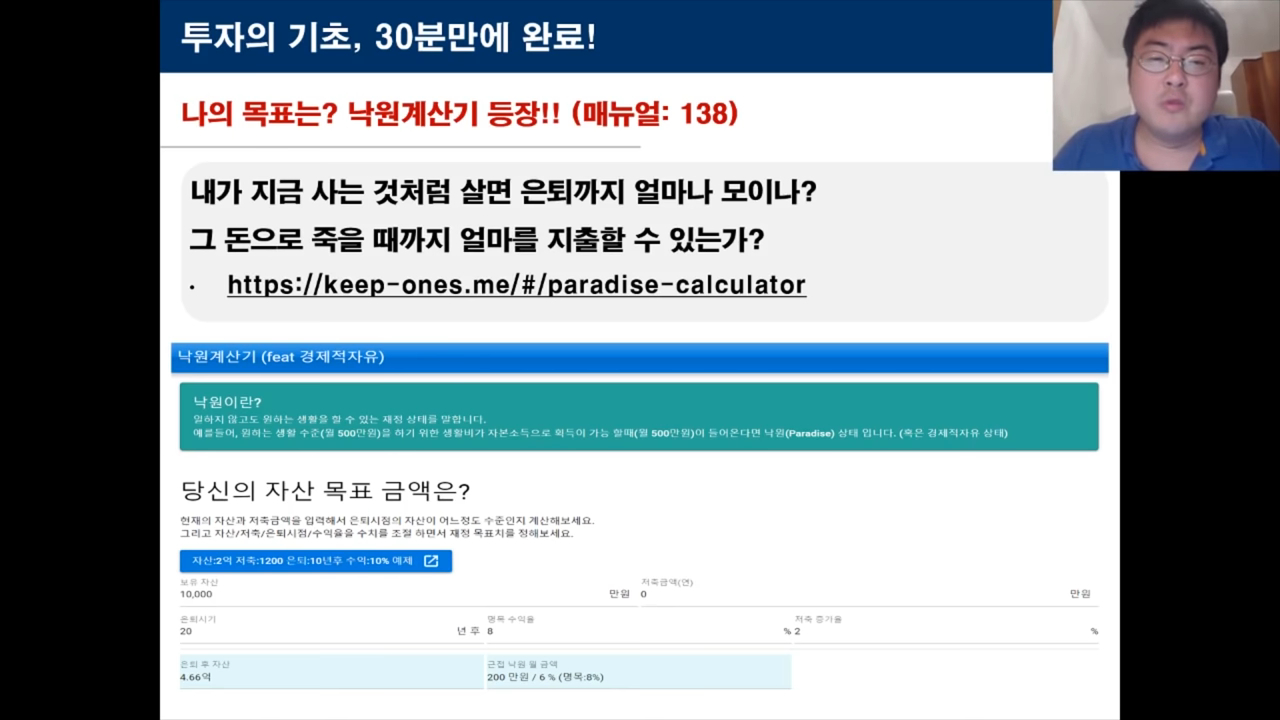 투자의 기초, 30분만에 완료!
나의 목표는? 낙원계산기 등장!! (매뉴얼: 138)
내가 지금 사는 것처럼 살면 은퇴까지 얼마나 모이나?
그 돈으로 죽을 때까지 얼마를 지출할 수 있는가?
· https://keep-ones.me/#/paradise-calculator
낙원계산기 (feat 경제적자유)
낙원이란?
일하지 않고도 원하는 생활을 할 수 있는 재정 상태를 말합니다.
예를들어, 원하는 생활 수준(월 500만원)을 하기 위한 생활비가 자본소득으로 획득이 가능 할때(월 500만원)이 들어온다면 낙원(Paradise) 상태 입니다. (혹은 경제적자유 상태)
당신의 자산 목표 금액은?
현재의 자산과 저축금액을 입력해서 은퇴시점의 자산이 어느정도 수준인지 계산해보세요.
그리고 자산/저축/은퇴시점/수익율을 수치를 조절 하면서 재정 목표치를 정해보세요.
자산:2억 저축:1200 은퇴:10년후 수익:10% 예제
보유 자산 저축금액(연)
10,000 만원 0 만원
은퇴시기 명목 수익율 저축 증가율
20 년 후 8 % 2 %
은퇴 후 자산 근접 낙원 월 금액
4.66억 200 만원 / 6 % (명목:8%)